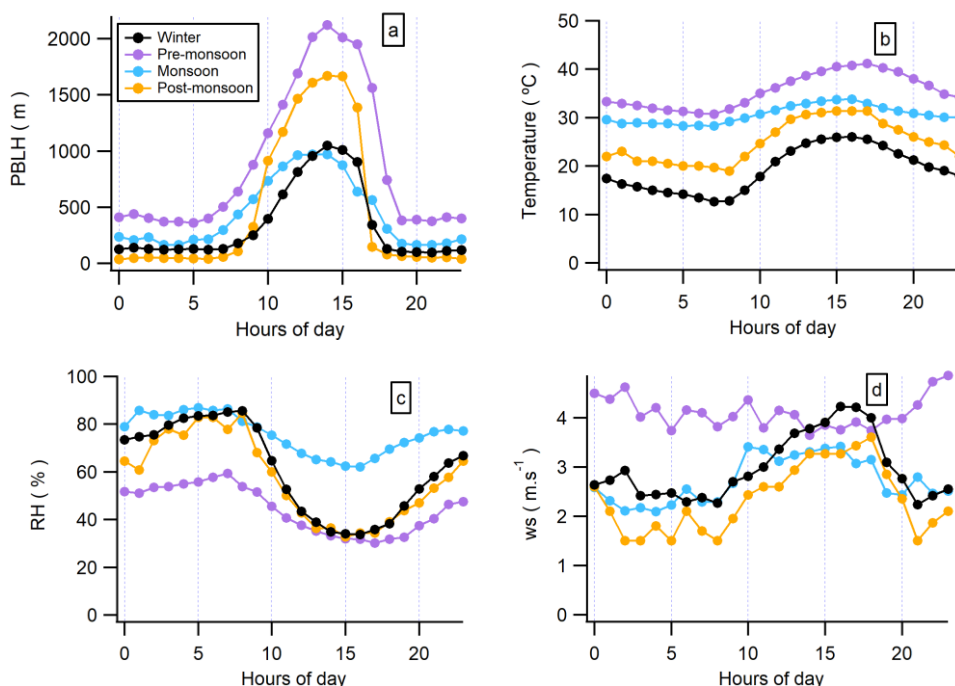 a
Winter
Pre-monsoon
Monsoon
Post-monsoon
PBLH ( m )
2000
1500
1000
500
0
0
5
10
15
20
Hours of day
b
Temperature ( ºC )
50
40
30
20
10
0
0
5
10
15
20
Hours of day
c
RH ( % )
100
80
60
40
20
0
0
5
10
15
20
Hours of day
d
ws ( m.s⁻¹ )
4
3
2
1
0
0
5
10
15
20
Hours of day